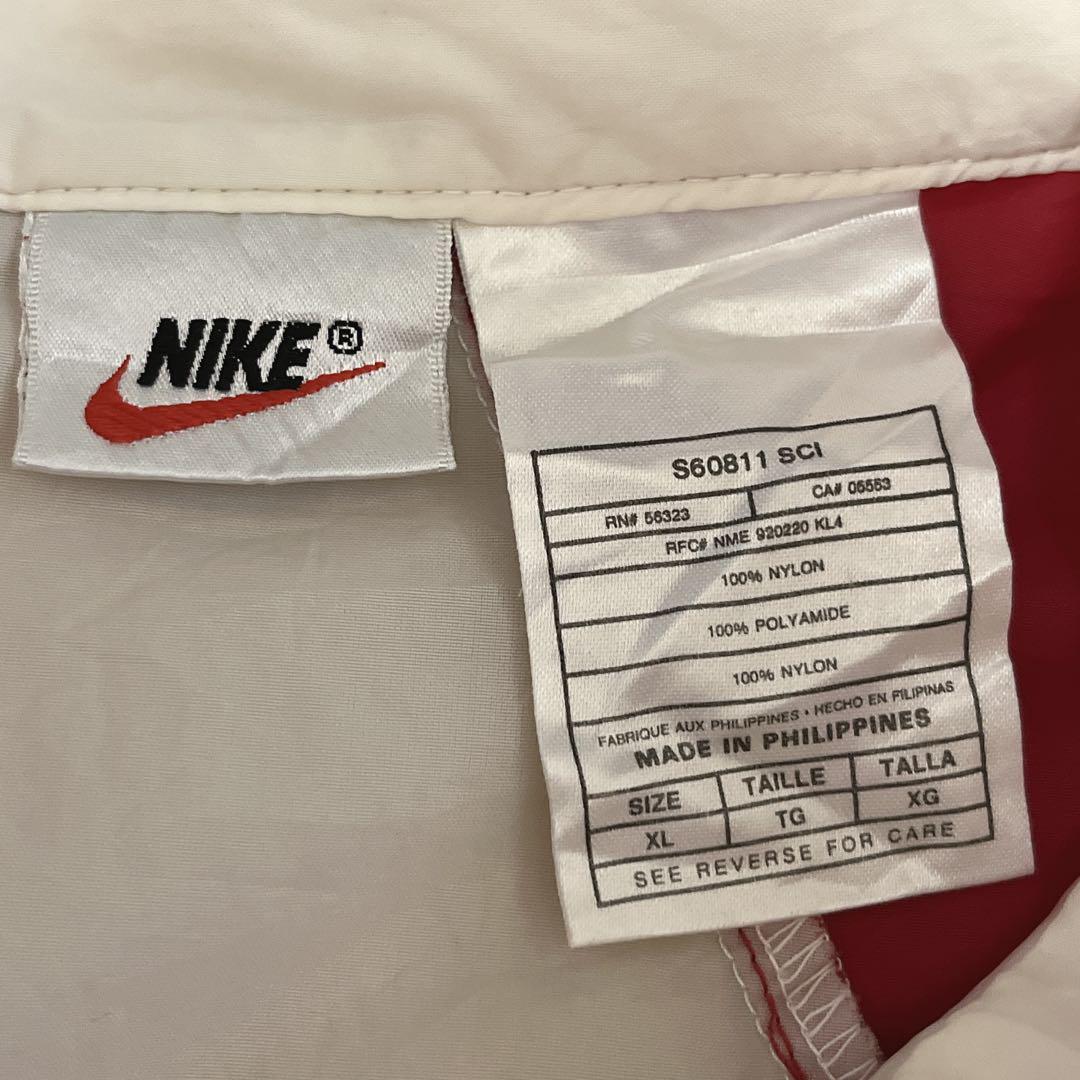 NIKE®
S60811 SCI
RN# 56323 CA# 05553
RFC# NME 920220 KL4
100% NYLON
100% POLYAMIDE
100% NYLON
FABRIQUE AUX PHILIPPINES • HECHO EN FILIPINAS
MADE IN PHILIPPINES
SIZE TAILLE TALLA
XL TG XG
SEE REVERSE FOR CARE